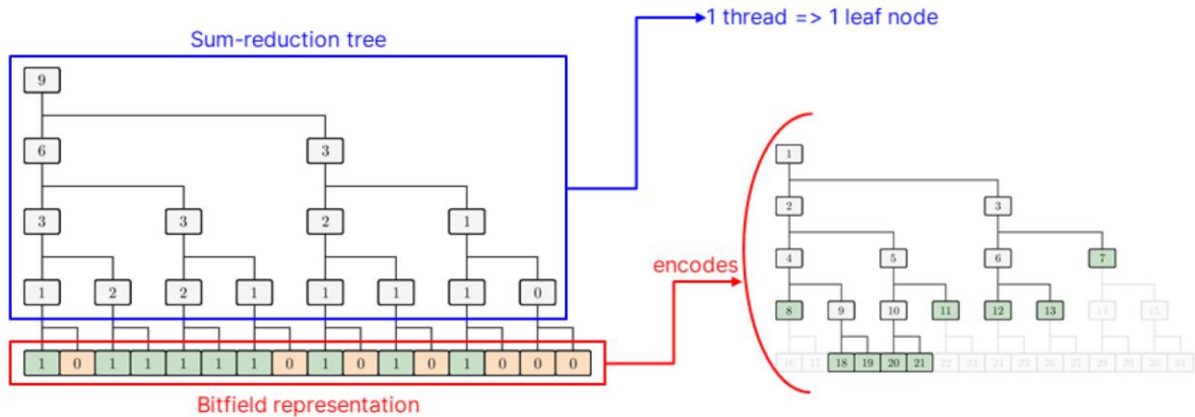 1 thread => 1 leaf node
Sum-reduction tree
9
6 3
3 3 2 1
1 2 2 1 1 1 1 0
1 0 1 1 1 1 1 0 1 0 1 0 1 0 0 0
Bitfield representation
encodes
1
2 3
4 5 6 7
8 9 10 11 12 13 14 15
16 17 18 19 20 21 22 23 24 25 26 27 28 29 30 31